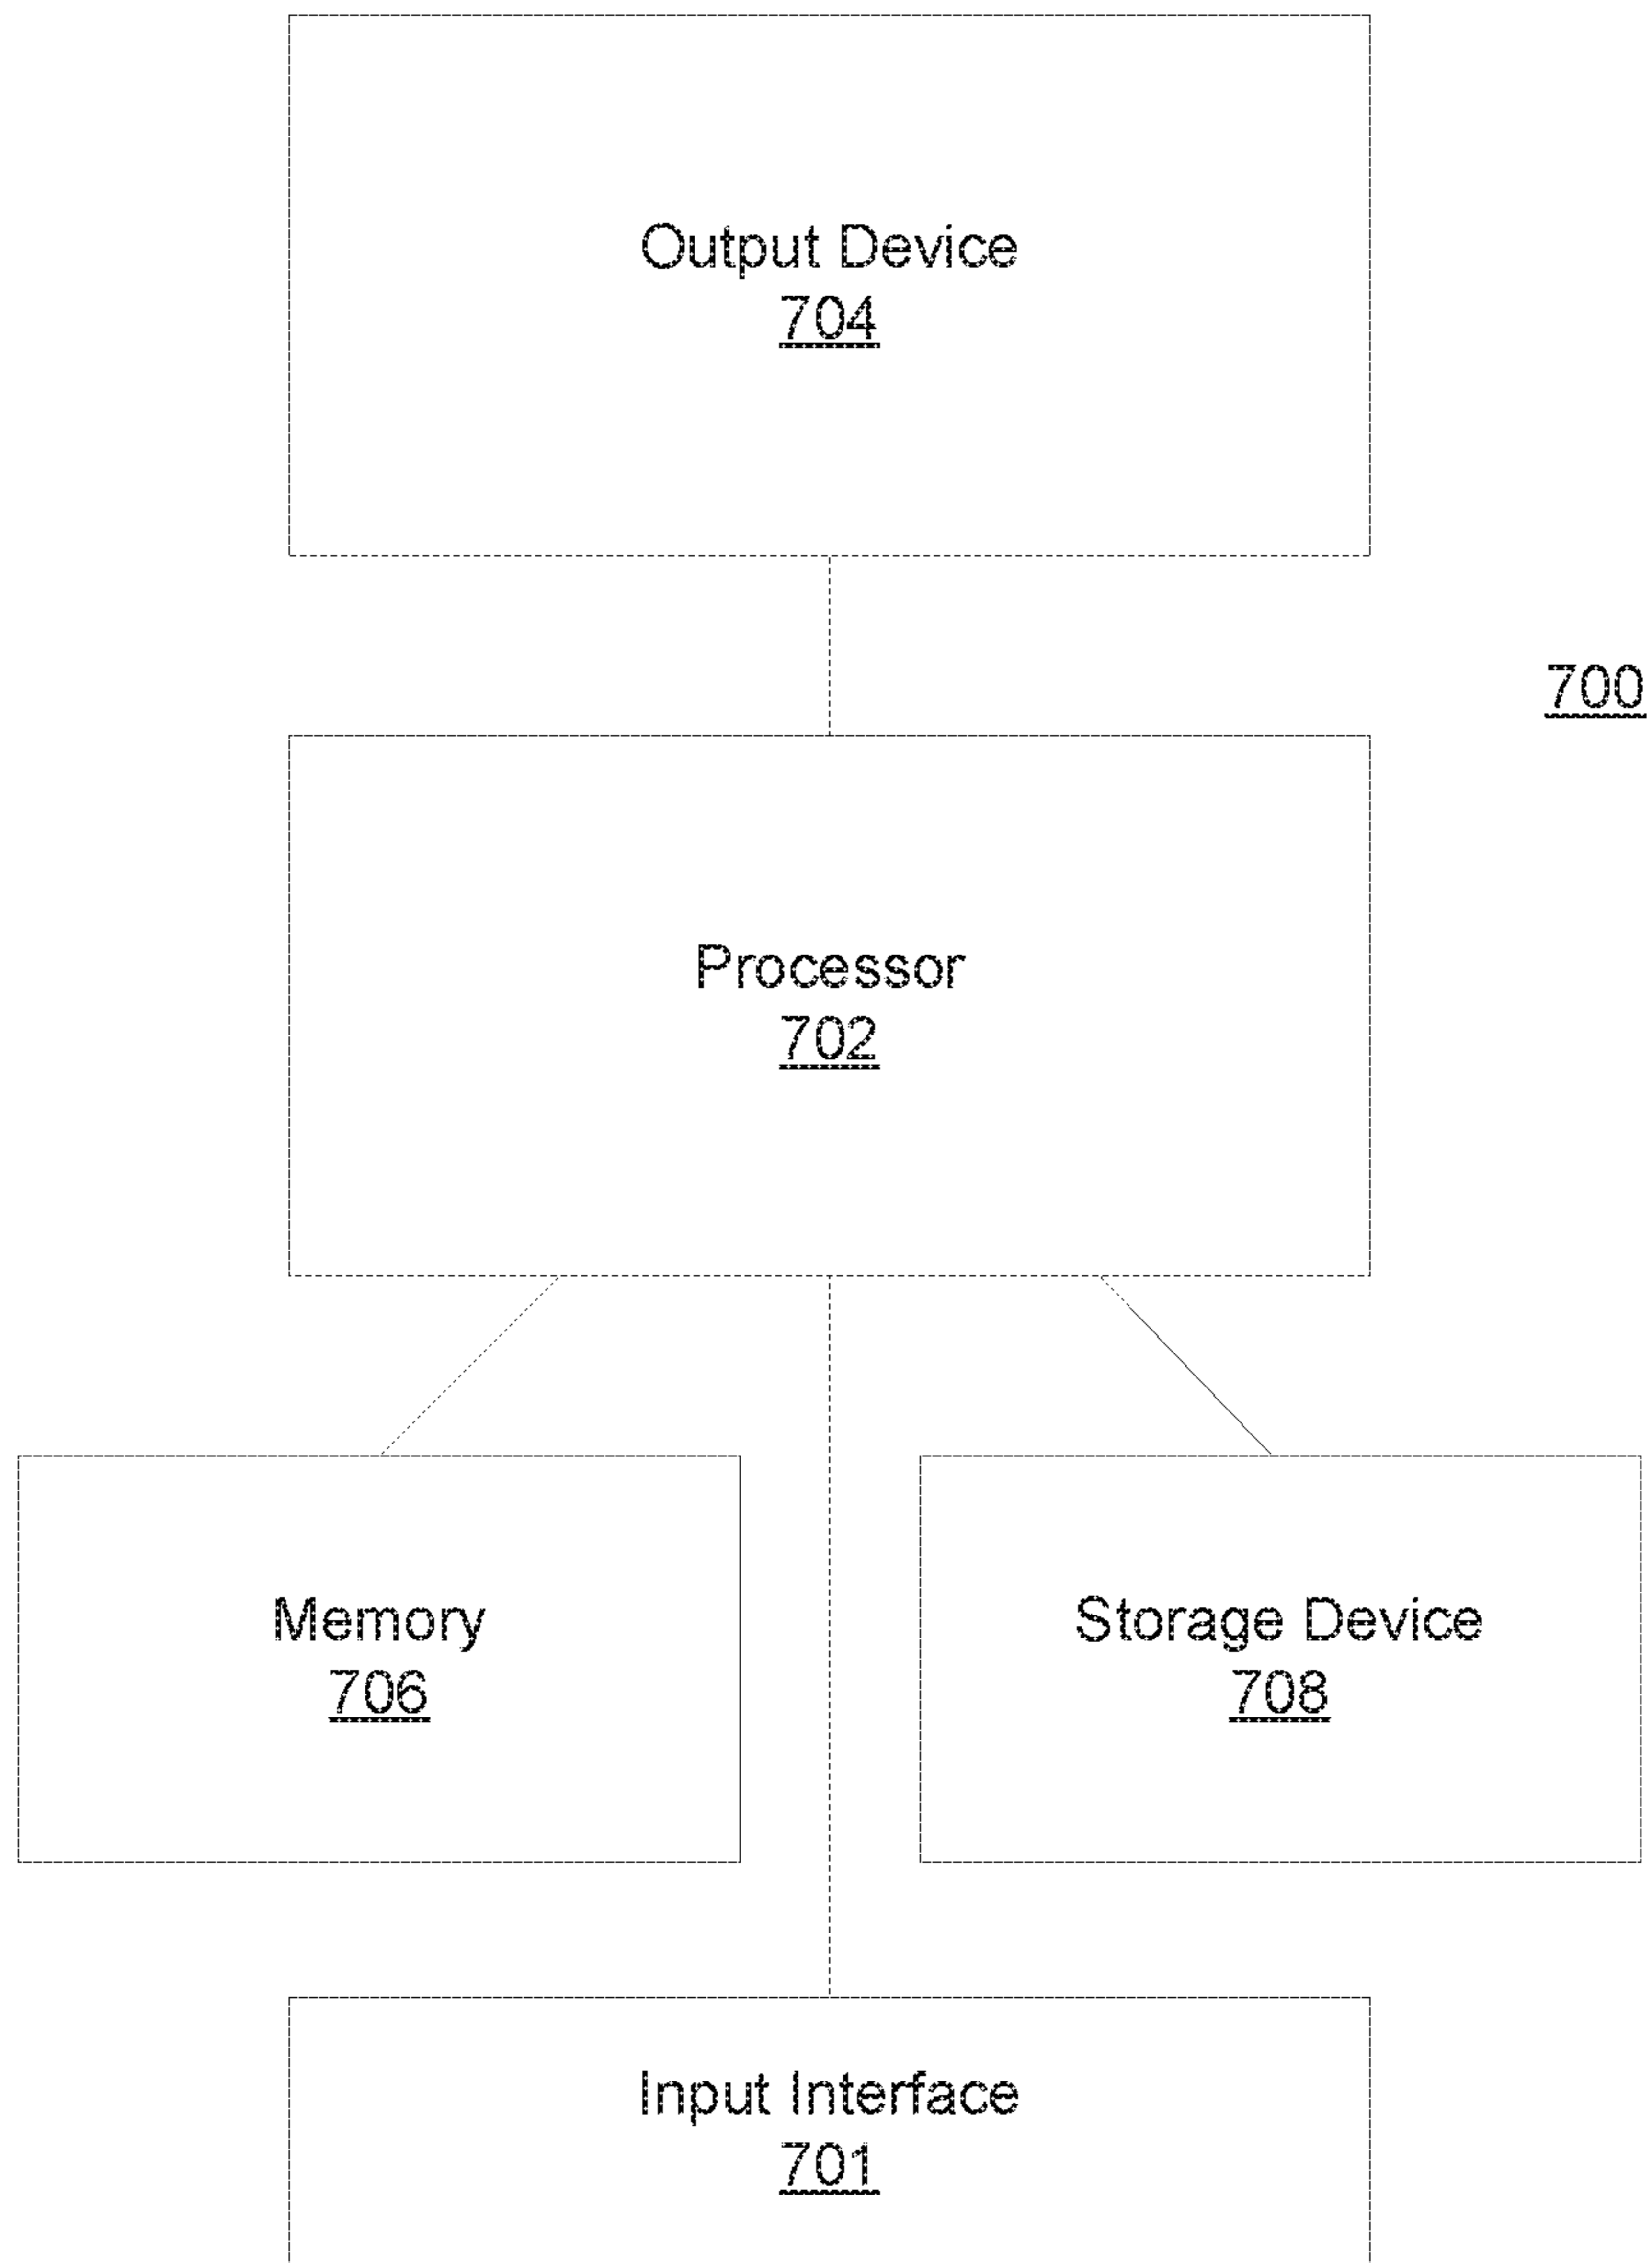 Output Device
704
700
Processor
702
Memory
706
Storage Device
708
Input Interface
701